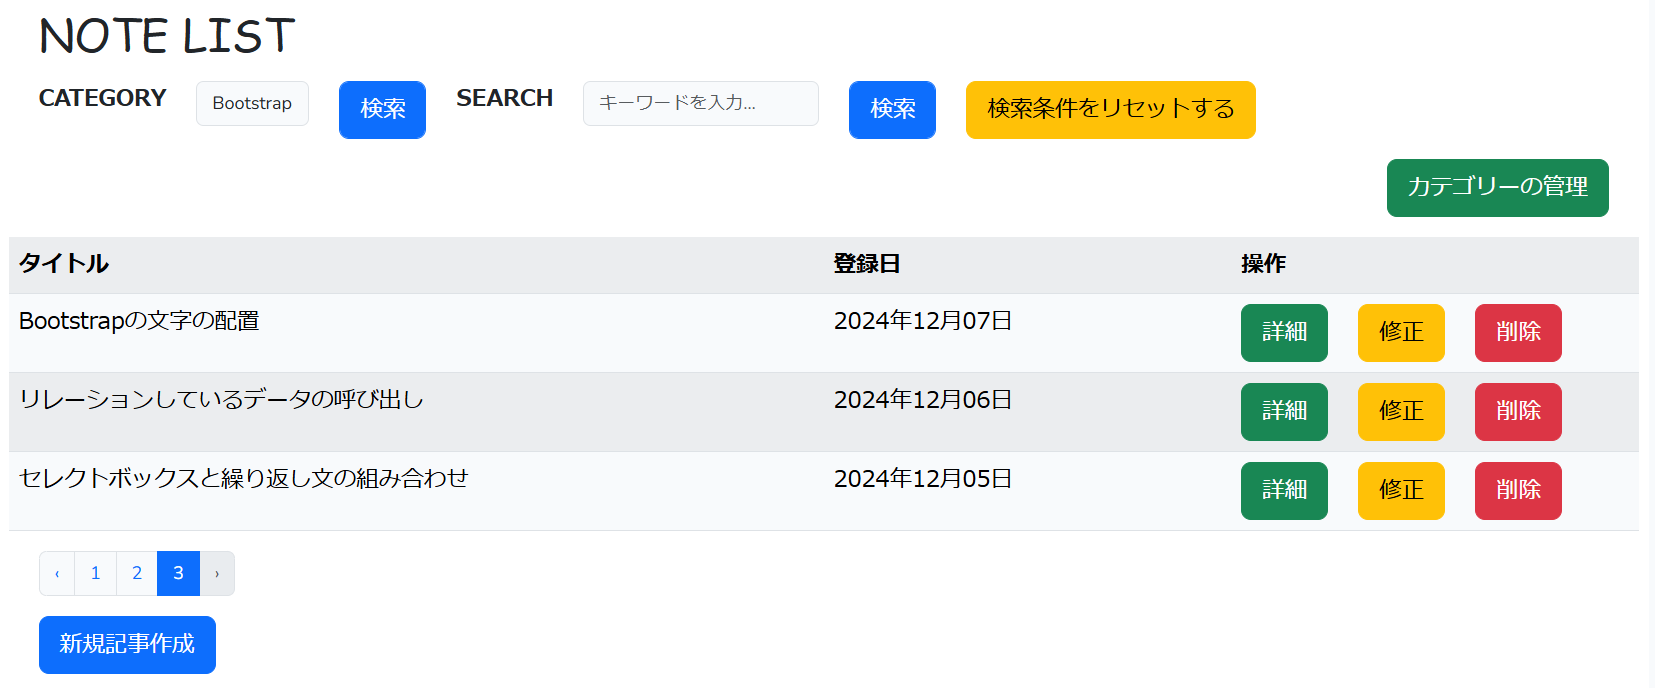 NOTE LIST
CATEGORY Bootstrap 検索 SEARCH キーワードを入力... 検索 検索条件をリセットする
カテゴリーの管理
タイトル 登録日 操作
Bootstrapの文字の配置 2024年12月07日 詳細 修正 削除
リレーションしているデータの呼び出し 2024年12月06日 詳細 修正 削除
セレクトボックスと繰り返し文の組み合わせ 2024年12月05日 詳細 修正 削除
‹ 1 2 3 ›
新規記事作成